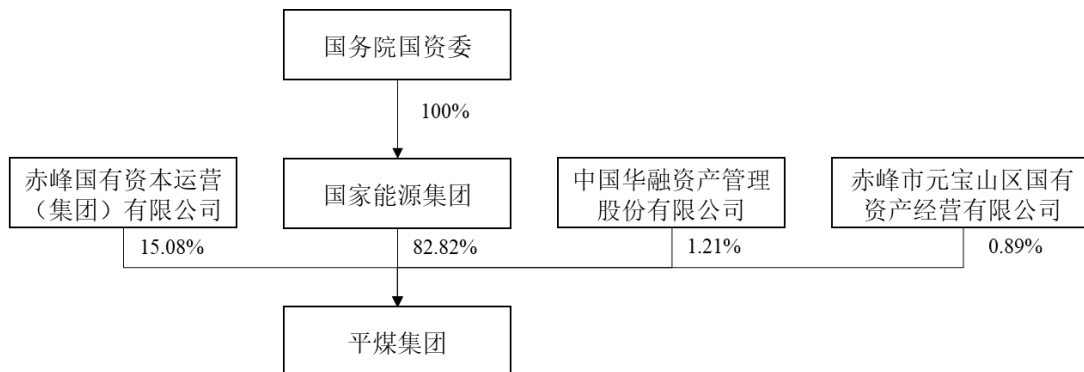 国务院国资委
100%
赤峰国有资本运营
（集团）有限公司
国家能源集团
中国华融资产管理
股份有限公司
赤峰市元宝山区国有
资产经营有限公司
15.08%
82.82%
1.21%
0.89%
平煤集团